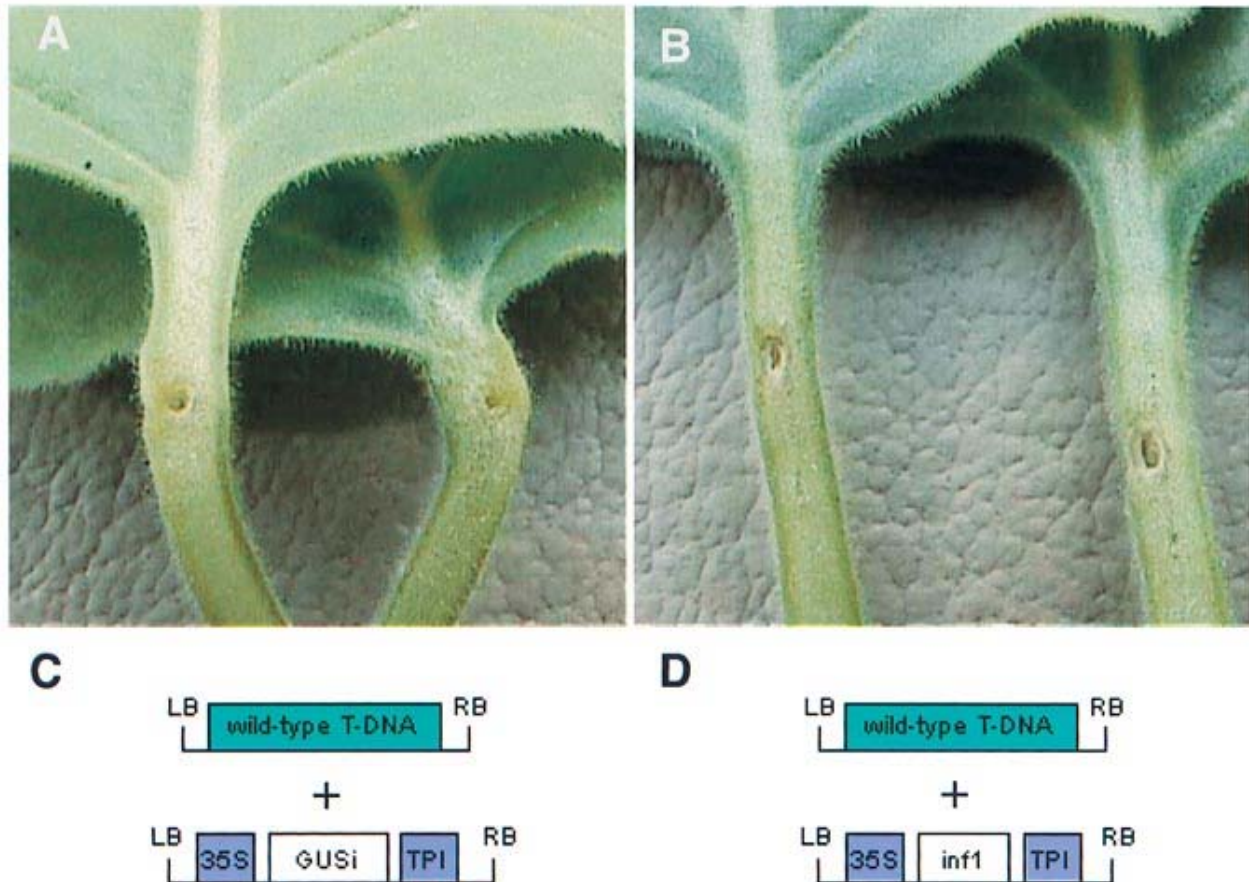 A
B
C
D
LB
wild-type T-DNA
RB
LB
wild-type T-DNA
RB
+
+
LB
35S
GUSi
TPI
RB
LB
35S
inf1
TPI
RB